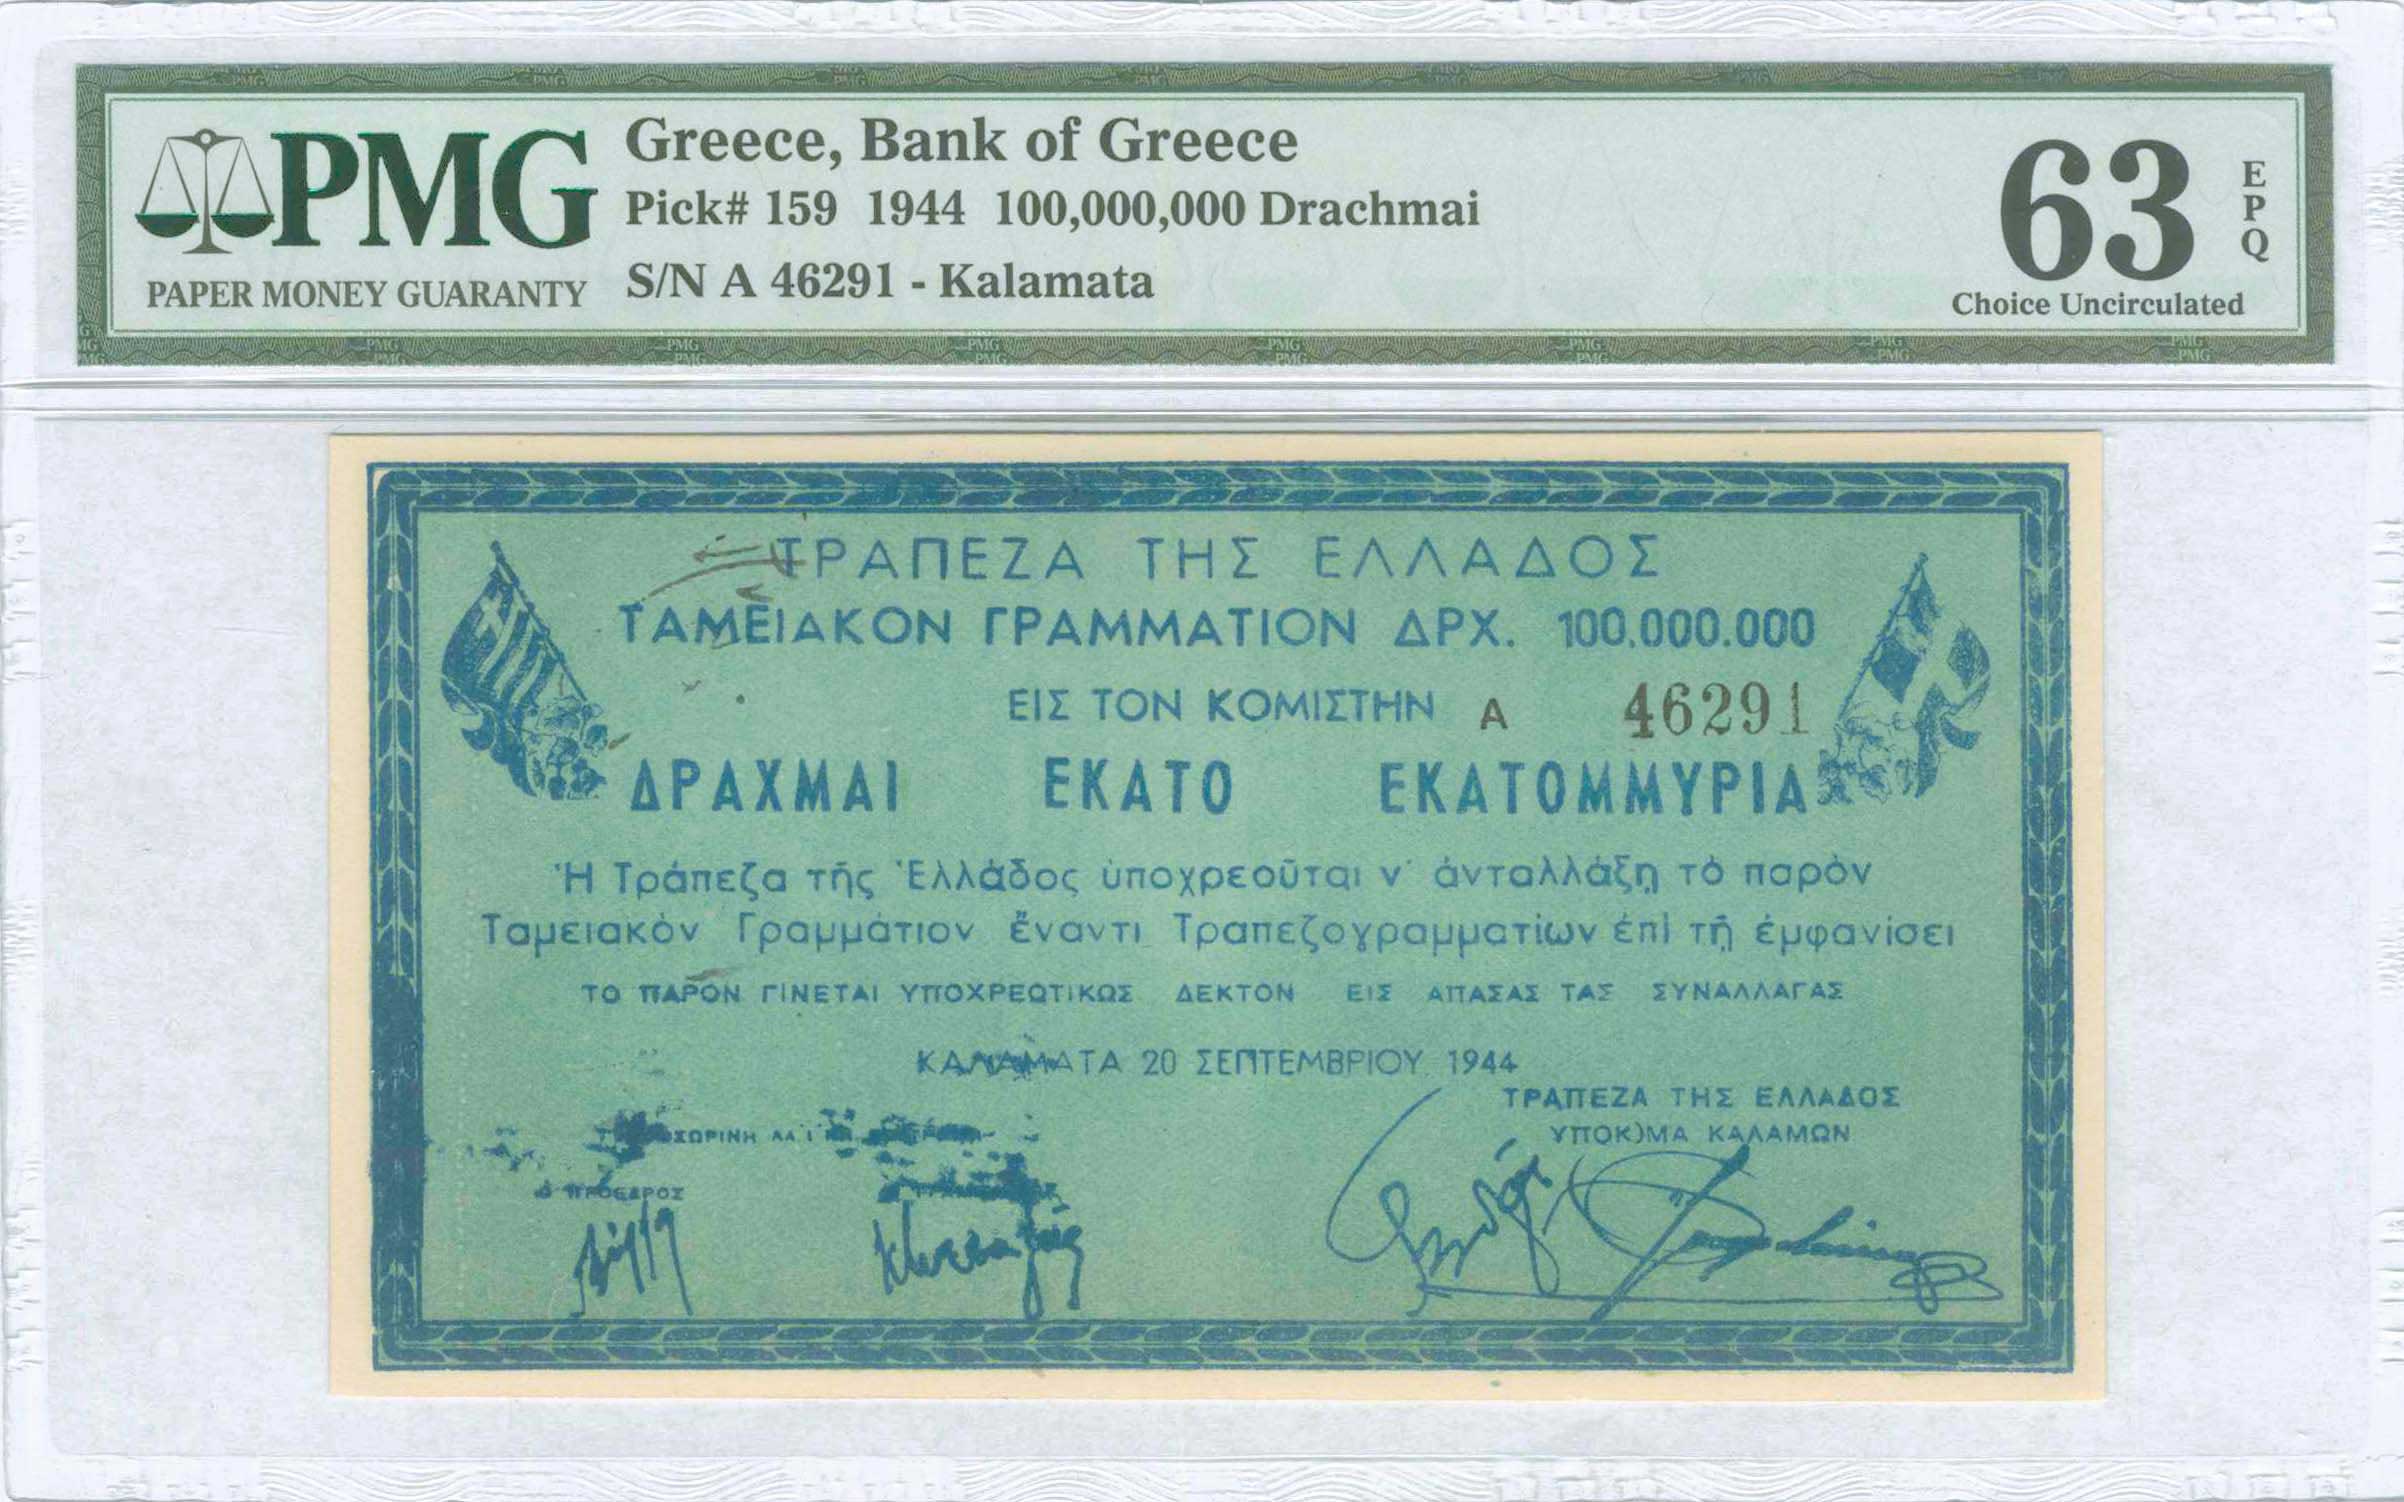 PMG
PAPER MONEY GUARANTY
Greece, Bank of Greece
Pick# 159 1944 100,000,000 Drachmai
S/N A 46291 - Kalamata
63
EPQ
Choice Uncirculated
ΤΡΑΠΕΖΑ ΤΗΣ ΕΛΛΑΔΟΣ
ΤΑΜΕΙΑΚΟΝ ΓΡΑΜΜΑΤΙΟΝ ΔΡΧ. 100.000.000
ΕΙΣ ΤΟΝ ΚΟΜΙΣΤΗΝ Α 46291
ΔΡΑΧΜΑΙ ΕΚΑΤΟ ΕΚΑΤΟΜΜΥΡΙΑ
Ἡ Τράπεζα τῆς Ἑλλάδος ὑποχρεοῦται ν' ἀνταλλάξῃ τὸ παρὸν
Ταμειακὸν Γραμμάτιον ἔναντι Τραπεζογραμματίων ἐπὶ τῇ ἐμφανίσει
ΤΟ ΠΑΡΟΝ ΓΙΝΕΤΑΙ ΥΠΟΧΡΕΩΤΙΚΩΣ ΔΕΚΤΟΝ ΕΙΣ ΑΠΑΣΑΣ ΤΑΣ ΣΥΝΑΛΛΑΓΑΣ
ΚΑΛΑΜΑΤΑ 20 ΣΕΠΤΕΜΒΡΙΟΥ 1944
ΤΡΑΠΕΖΑ ΤΗΣ ΕΛΛΑΔΟΣ
ΥΠΟΚ)ΜΑ ΚΑΛΑΜΩΝ
Ο ΠΡΟΕΔΡΟΣ